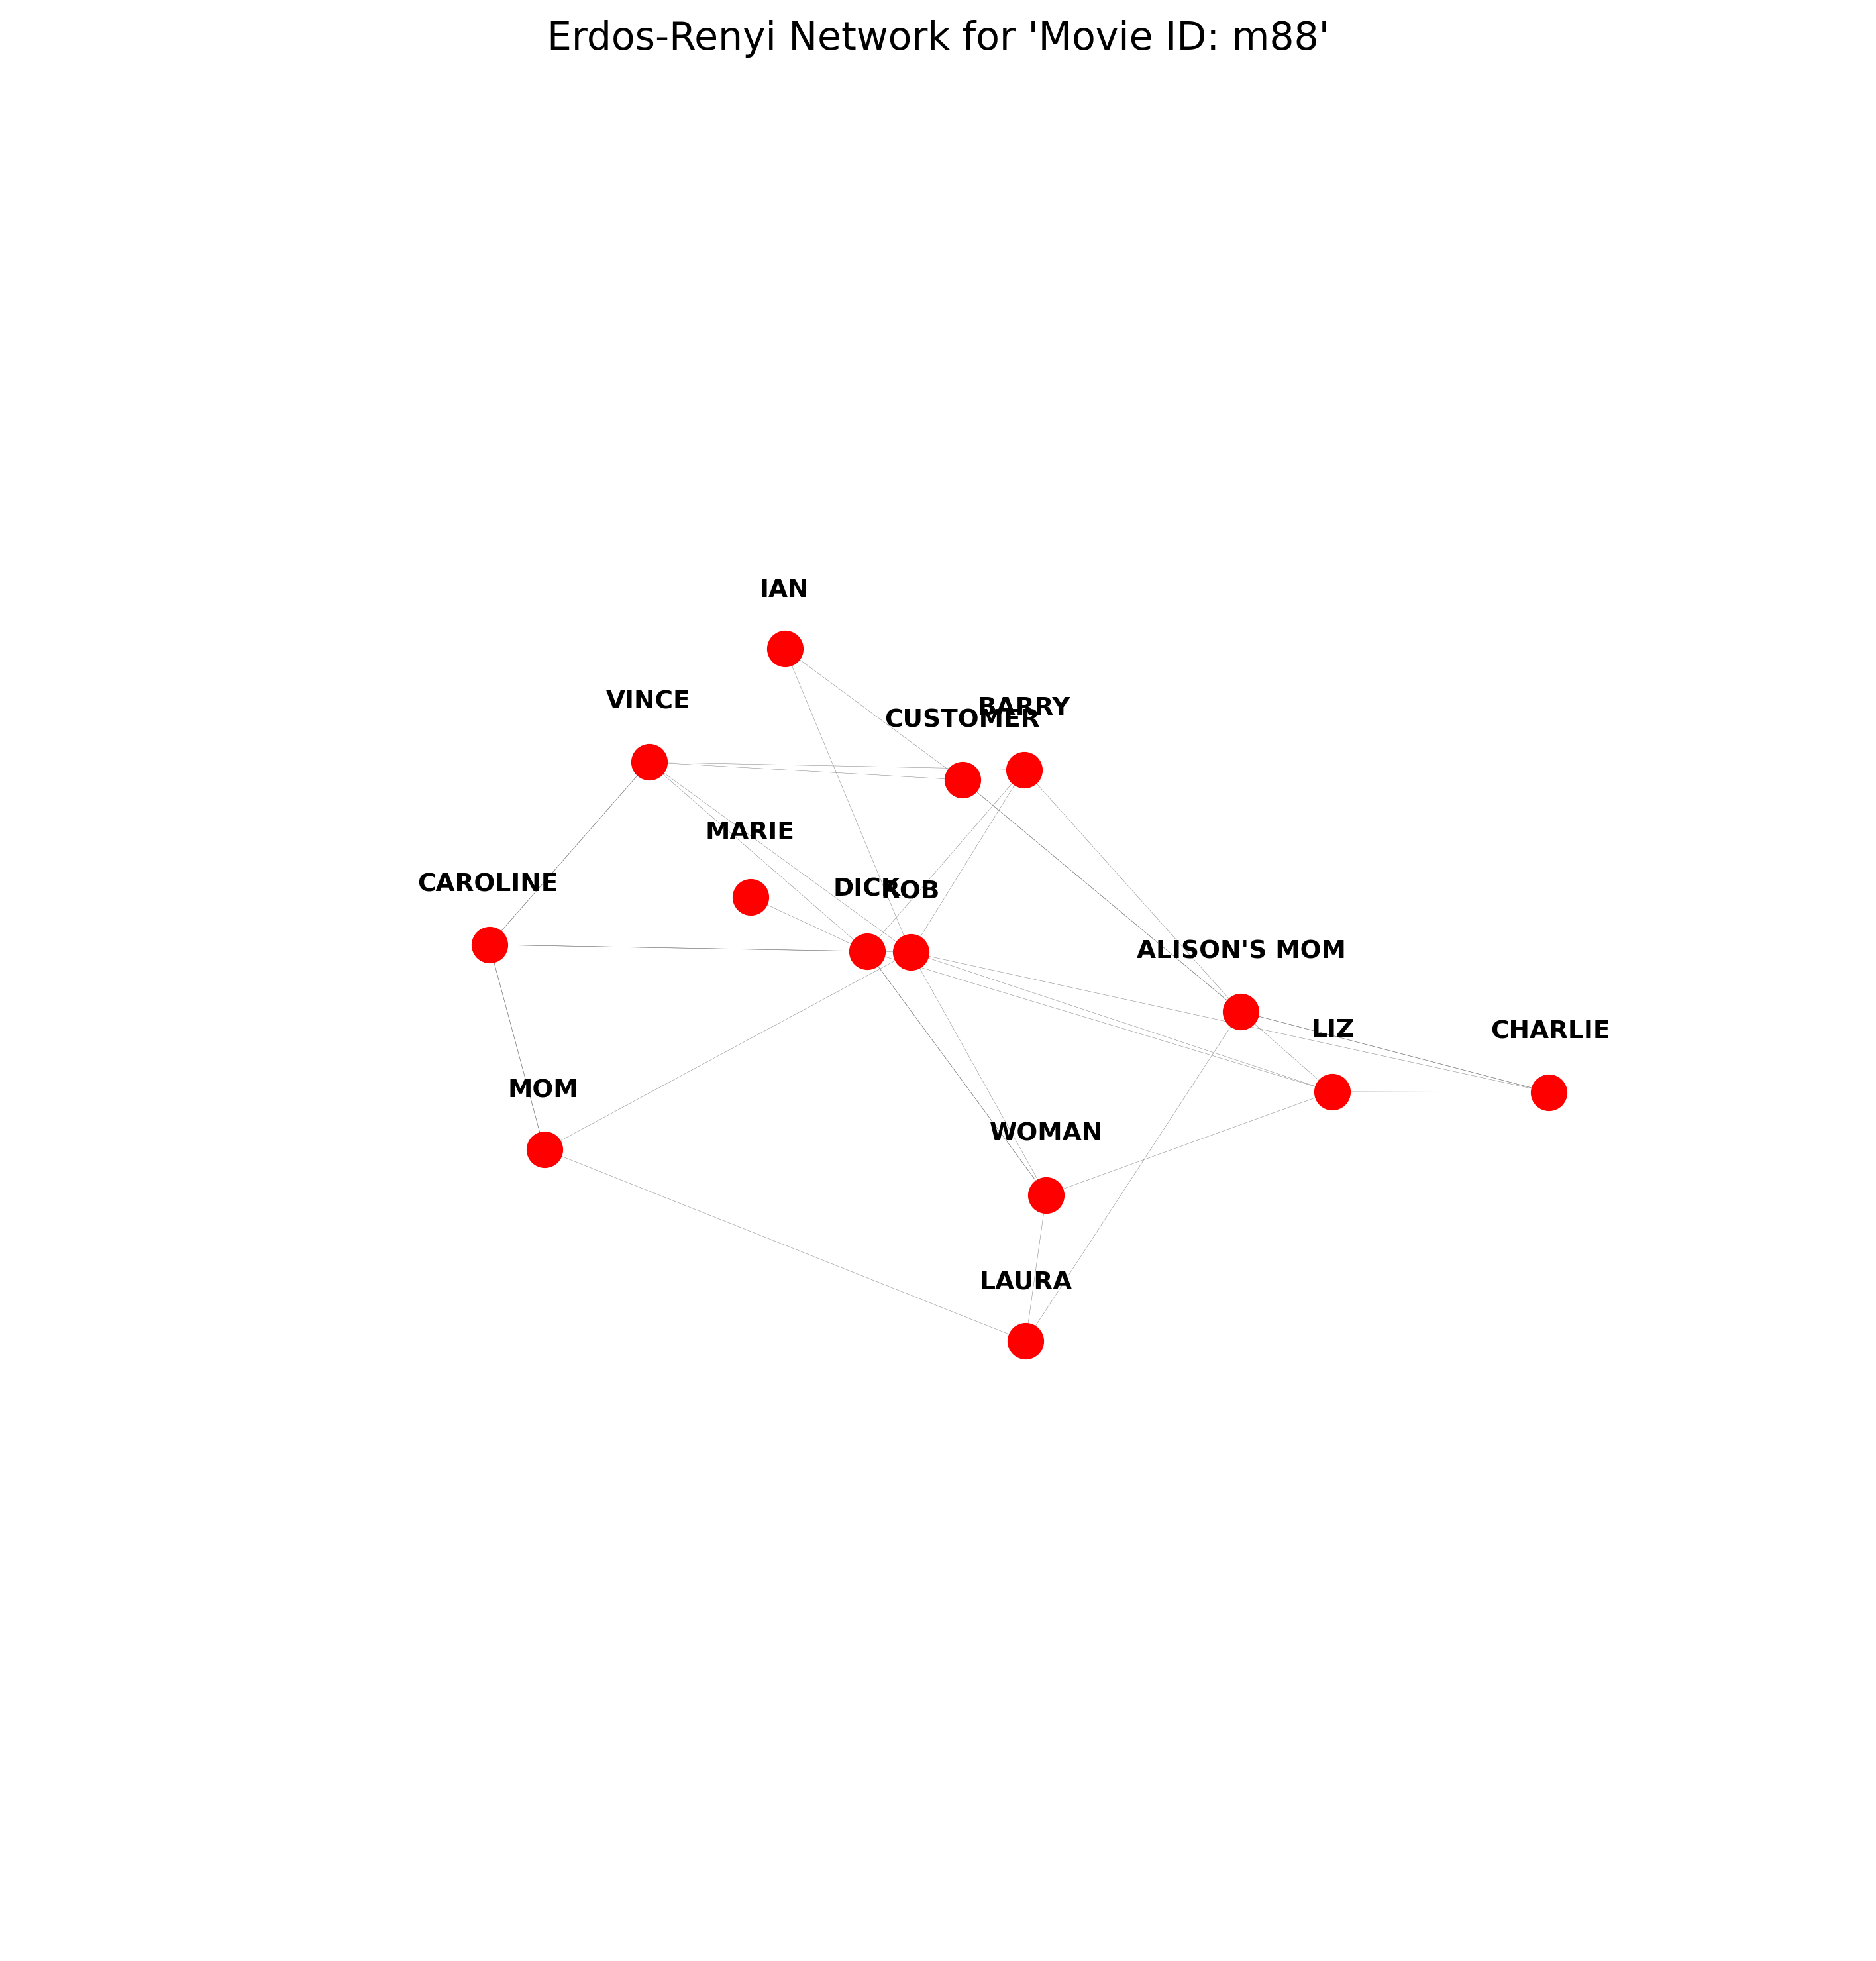 Erdos-Renyi Network for 'Movie ID: m88'
IAN
VINCE
BARRY
CUSTOMER
MARIE
CAROLINE
DICK
ROB
ALISON'S MOM
LIZ
CHARLIE
MOM
WOMAN
LAURA